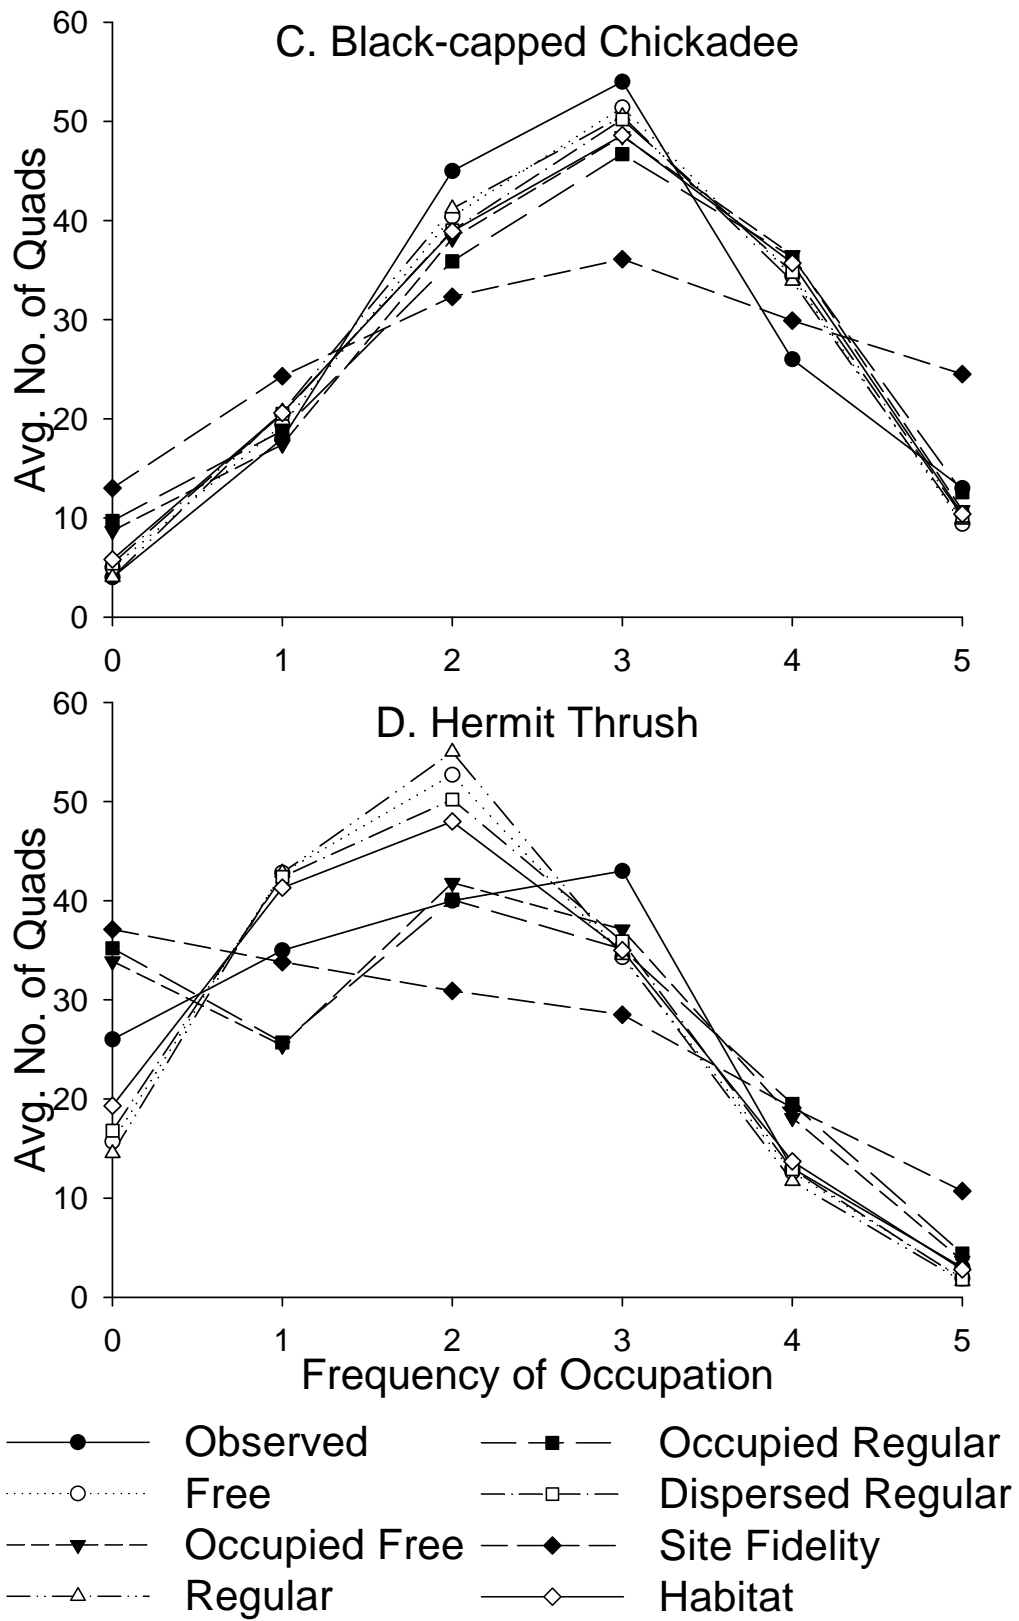 C. Black-capped Chickadee
Avg. No. of Quads
60
50
40
30
20
10
0
0 1 2 3 4 5
D. Hermit Thrush
Avg. No. of Quads
60
50
40
30
20
10
0
0 1 2 3 4 5
Frequency of Occupation
Observed
Free
Occupied Free
Regular
Occupied Regular
Dispersed Regular
Site Fidelity
Habitat